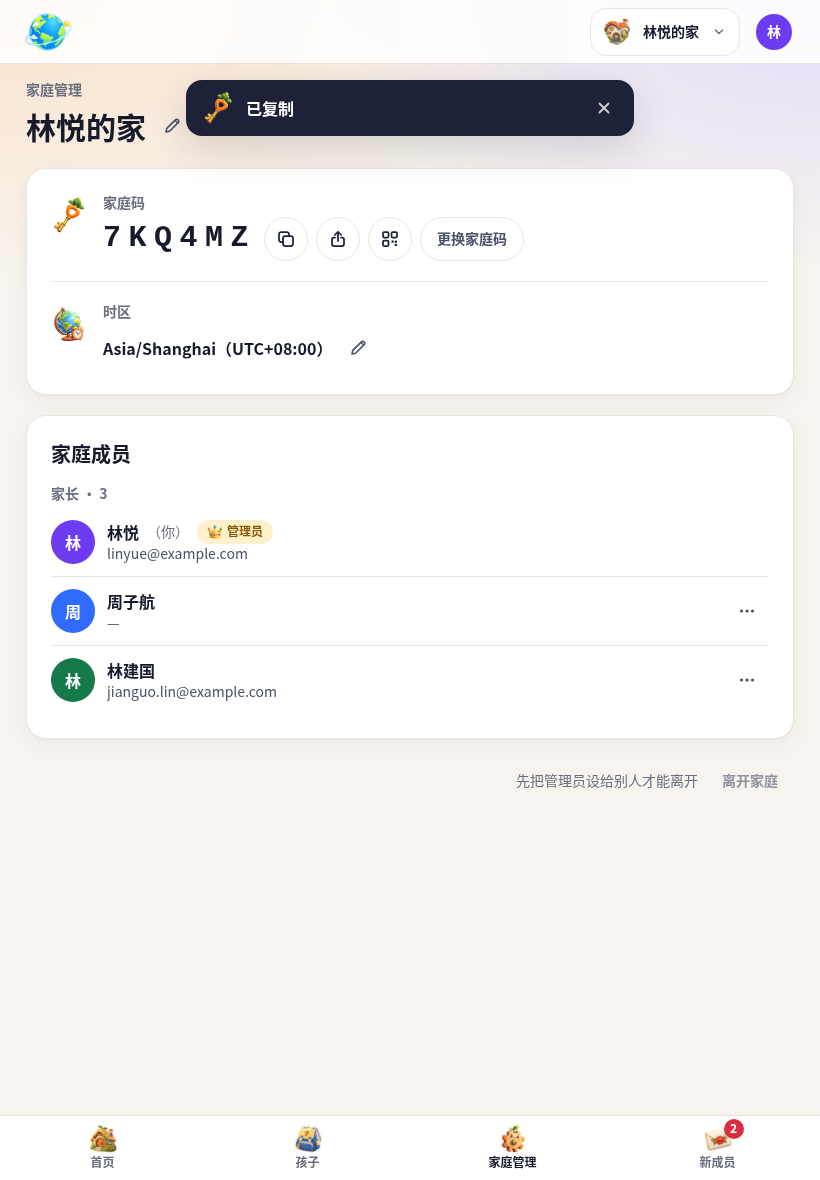 林悦的家
林
家庭管理
林悦的家
已复制
家庭码
7KQ4MZ
更换家庭码
时区
Asia/Shanghai（UTC+08:00）
家庭成员
家长 · 3
林
林悦 （你） 管理员
linyue@example.com
周
周子航
—
林
林建国
jianguo.lin@example.com
先把管理员设给别人才能离开 离开家庭
首页
孩子
家庭管理
2
新成员